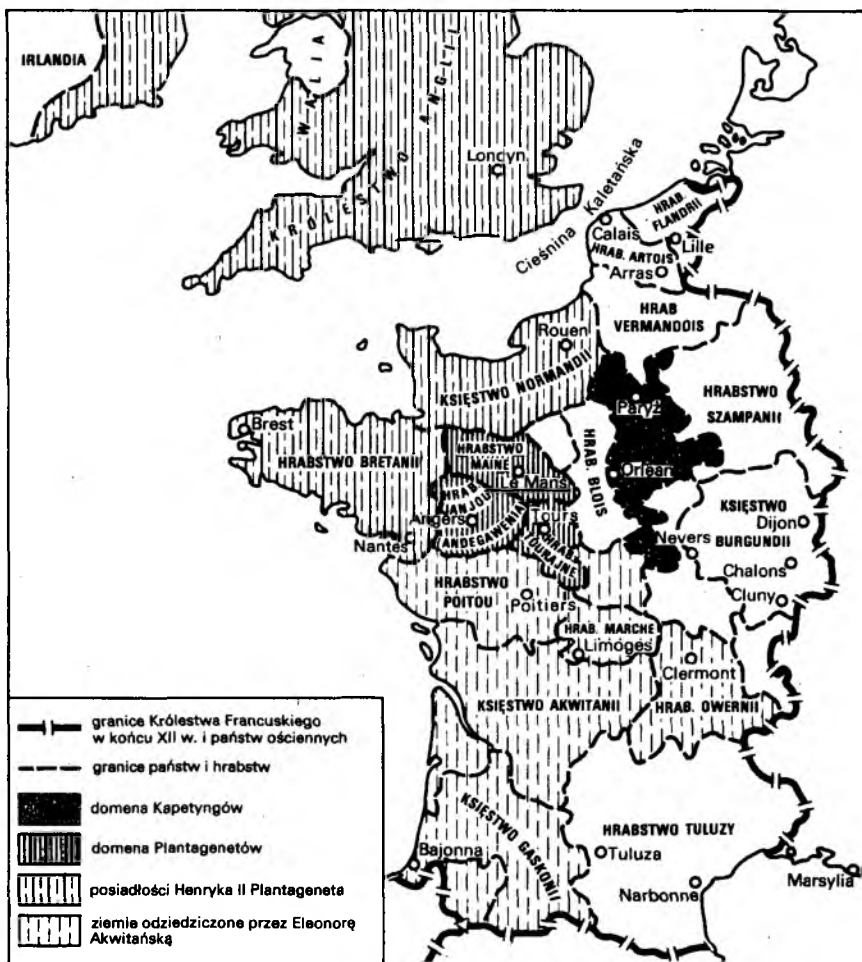 IRLANDIA
WALIA
KRÓLESTWO ANGLII
Londyn
Cieśnina Kaletańska
HRAB.
FLANDRII
Calais
Lille
HRAB. ARTOIS
Arras
HRAB
VERMANDOIS
Rouen
KSIĘSTWO NORMANDII
HRABSTWO
SZAMPANII
Paryż
Brest
HRABSTWO BRETANII
HRABSTWO
MAINE
Le Mans
HRAB. BLOIS
Orlean
HRAB.
ANJOU
Angers
ANDEGAWENIA
Tours
HRAB.
TOURAJNE
KSIĘSTWO
BURGUNDII
Dijon
Nevers
Nantes
Chalons
Cluny
HRABSTWO
POITOU
Poitiers
HRAB. MARCHE
Limoges
Clermont
KSIĘSTWO AKWITANII
HRAB. OWERNII
KSIĘSTWO GASKONII
HRABSTWO TULUZY
Bajonna
Tuluza
Narbonne
Marsylia
granice Królestwa Francuskiego
w końcu XII w. i państw ościennych
granice państw i hrabstw
domena Kapetyngów
domena Plantagenetów
posiadłości Henryka II Plantageneta
ziemie odziedziczone przez Eleonorę
Akwitańską